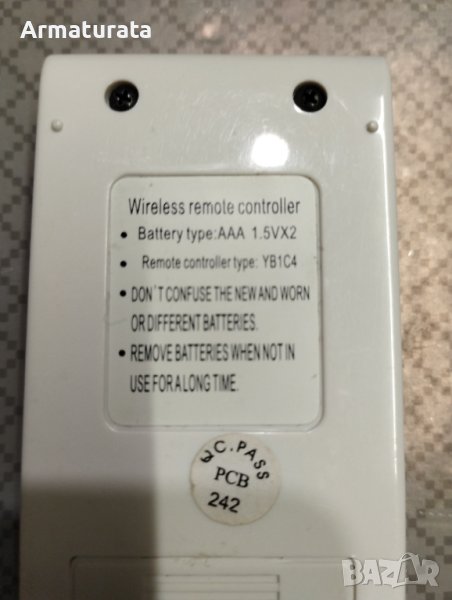 Armaturata
Wireless remote controller
• Battery type:AAA 1.5VX2
• Remote controller type: YB1C4
• DON'T CONFUSE THE NEW AND WORN
OR DIFFERENT BATTERIES.
• REMOVE BATTERIES WHEN NOT IN
USE FOR A LONG TIME.
Q C. PASS
PCB
242
BAZAR